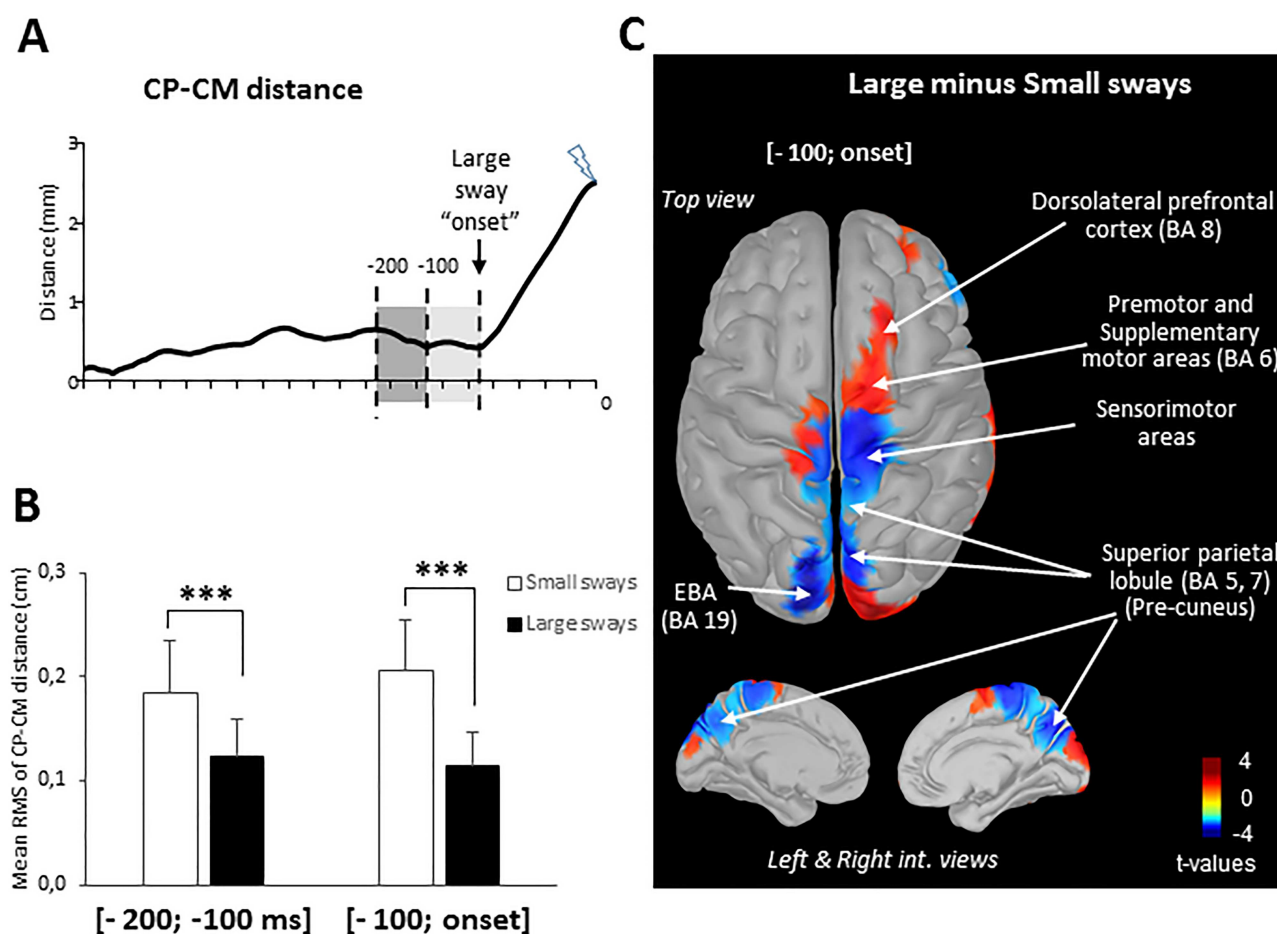 A
CP-CM distance
Distance (mm)
3
2
1
0
Large
sway
“onset”
-200
-100
0
B
Mean RMS of CP-CM distance (cm)
0,3
0,2
0,1
0,0
***
***
Small sways
Large sways
[- 200; -100 ms]
[- 100; onset]
C
Large minus Small sways
[- 100; onset]
Top view
Dorsolateral prefrontal
cortex (BA 8)
Premotor and
Supplementary
motor areas (BA 6)
Sensorimotor
areas
Superior parietal
lobule (BA 5, 7)
(Pre-cuneus)
EBA
(BA 19)
4
0
-4
t-values
Left & Right int. views